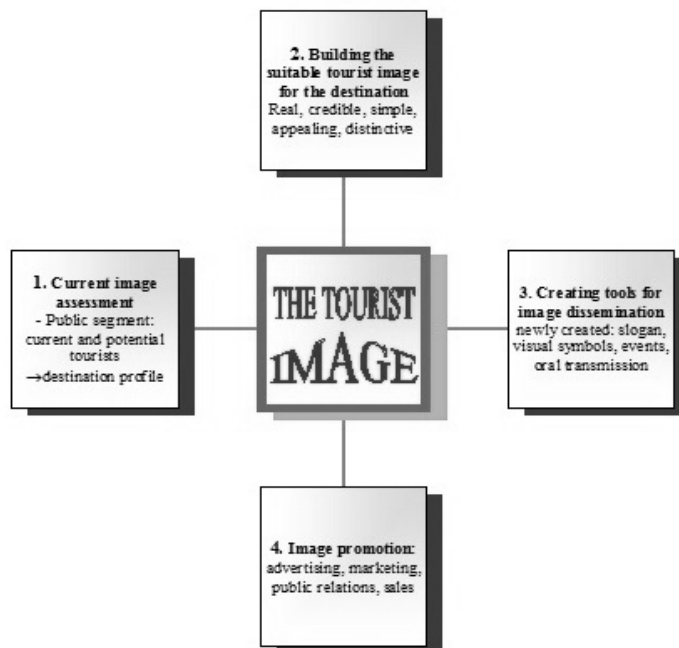 2. Building the
suitable tourist image
for the destination
Real, credible, simple,
appealing, distinctive
1. Current image
assessment
- Public segment:
current and potential
tourists
→destination profile
THE TOURIST
IMAGE
3. Creating tools for
image dissemination
newly created: slogan,
visual symbols, events,
oral transmission
4. Image promotion:
advertising, marketing,
public relations, sales